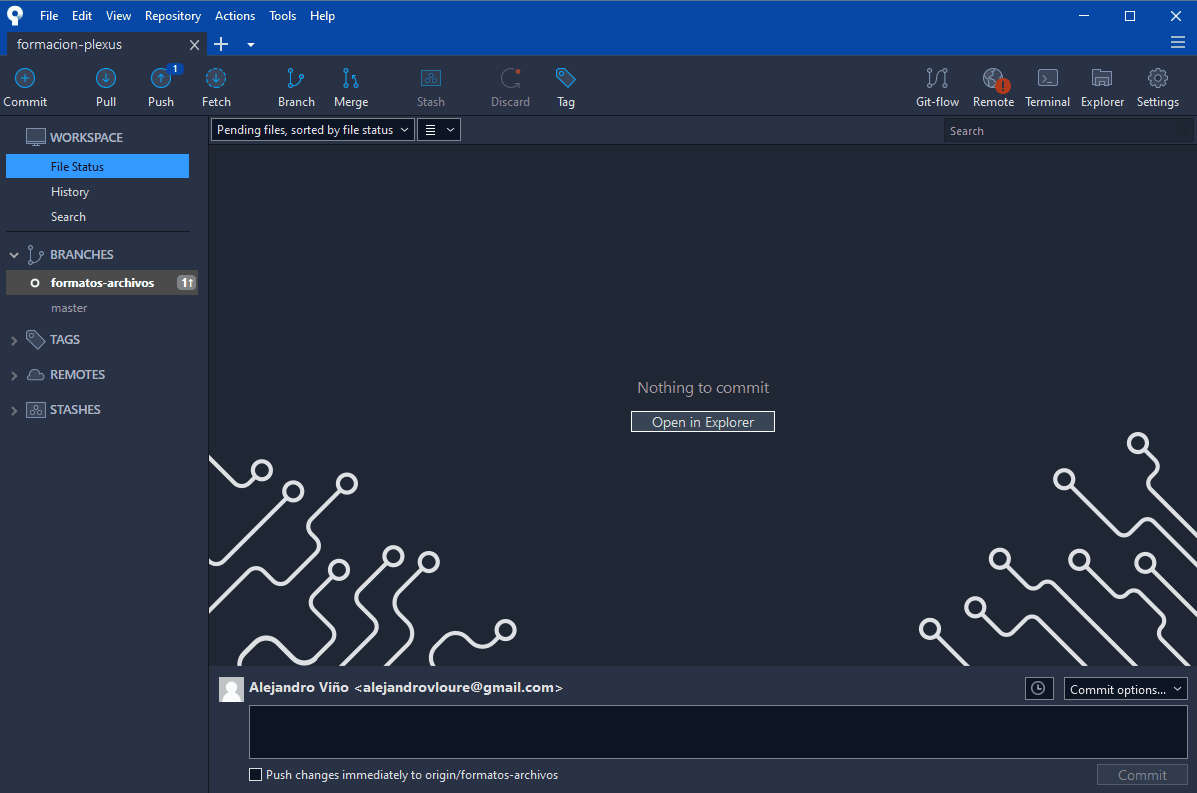 File Edit View Repository Actions Tools Help
formacion-plexus
1
Commit Pull Push Fetch Branch Merge Stash Discard Tag Git-flow Remote Terminal Explorer Settings
WORKSPACE
File Status
History
Search
BRANCHES
formatos-archivos 1↑
master
TAGS
REMOTES
STASHES
Pending files, sorted by file status
Search
Nothing to commit
Open in Explorer
Alejandro Viño <alejandrovloure@gmail.com>
Commit options...
Push changes immediately to origin/formatos-archivos
Commit